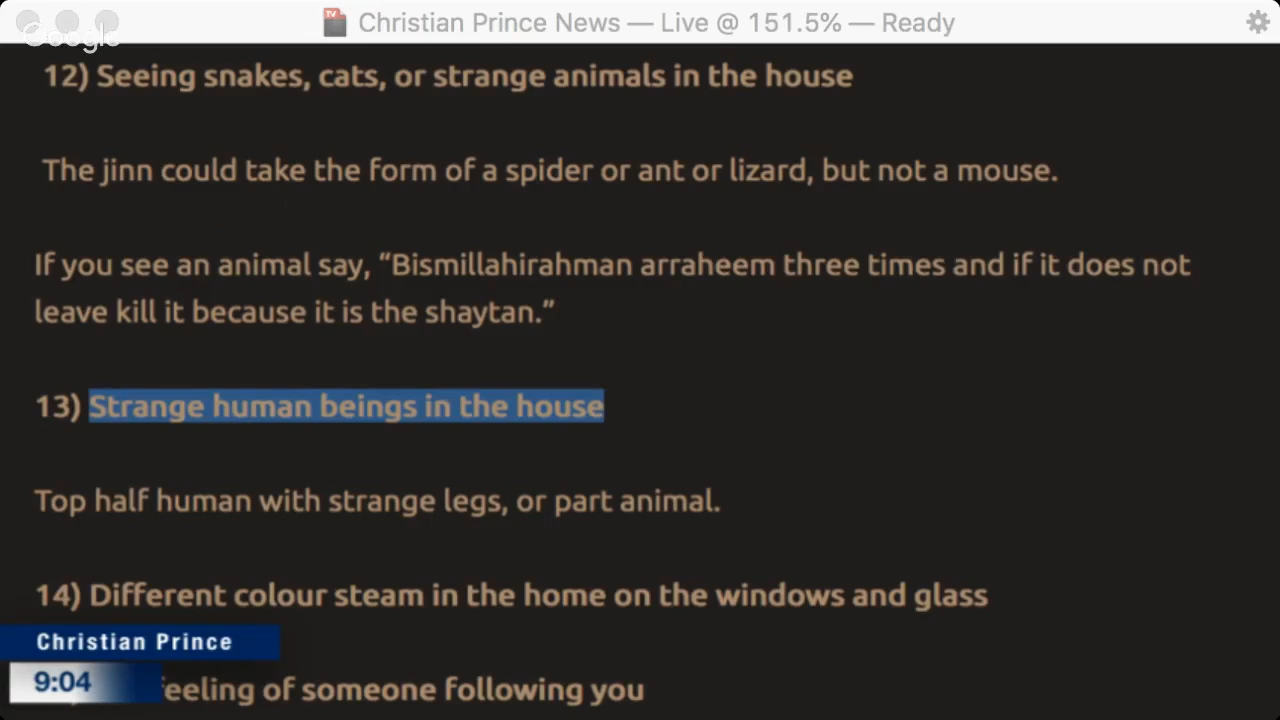 Google
Christian Prince News — Live @ 151.5% — Ready
12) Seeing snakes, cats, or strange animals in the house
The jinn could take the form of a spider or ant or lizard, but not a mouse.
If you see an animal say, “Bismillahirahman arraheem three times and if it does not
leave kill it because it is the shaytan.”
13) Strange human beings in the house
Top half human with strange legs, or part animal.
14) Different colour steam in the home on the windows and glass
Christian Prince
9:04
feeling of someone following you